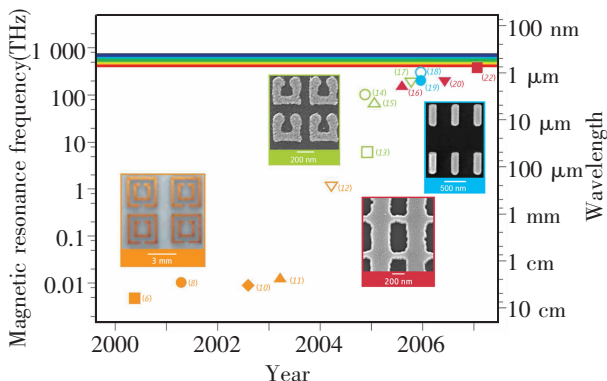 Magnetic resonance frequency(THz)
1 000
100
10
1
0.1
0.01
100 nm
1 μm
10 μm
100 μm
1 mm
1 cm
10 cm
Wavelength
(17)
(18)
(22)
(16)
(19)
(20)
(14)
(15)
(13)
(12)
(6)
(8)
(10)
(11)
200 nm
500 nm
3 mm
200 nm
2000
2002
2004
2006
Year